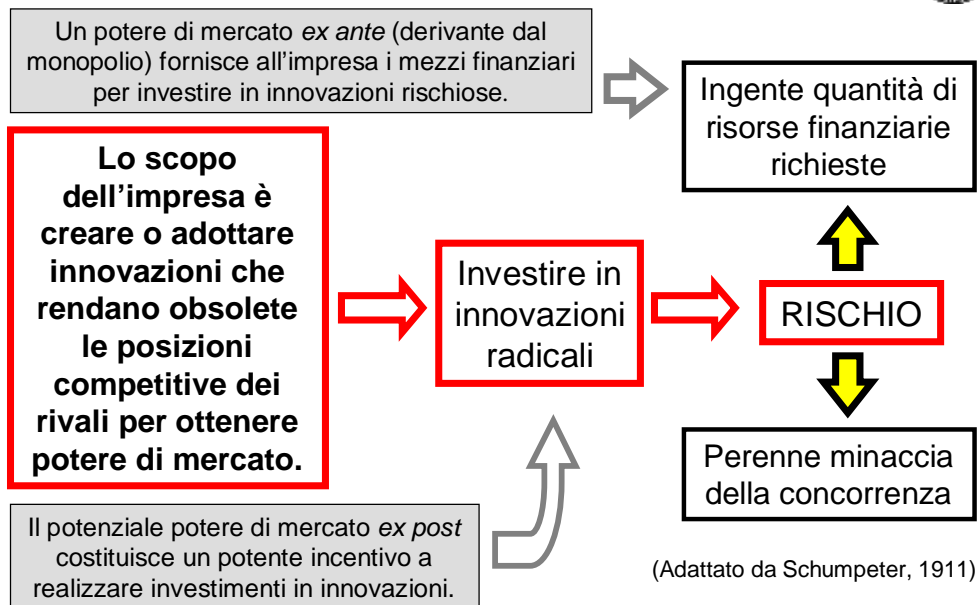 Un potere di mercato ex ante (derivante dal
monopolio) fornisce all'impresa i mezzi finanziari
per investire in innovazioni rischiose.
Ingente quantità di
risorse finanziarie
richieste
Lo scopo
dell'impresa è
creare o adottare
innovazioni che
rendano obsolete
le posizioni
competitive dei
rivali per ottenere
potere di mercato.
Investire in
innovazioni
radicali
RISCHIO
Perenne minaccia
della concorrenza
Il potenziale potere di mercato ex post
costituisce un potente incentivo a
realizzare investimenti in innovazioni.
(Adattato da Schumpeter, 1911)